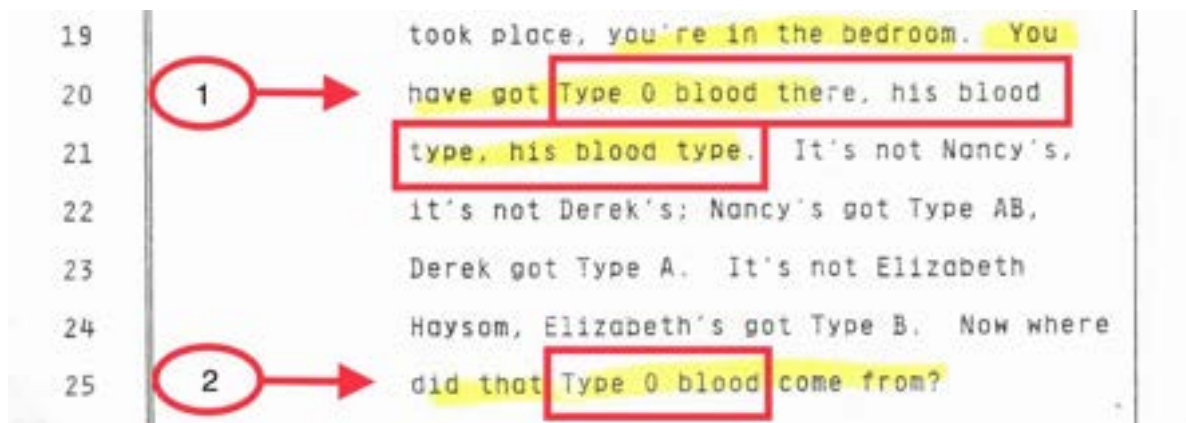 19 took place, you're in the bedroom. You
1
20 have got Type O blood there, his blood
21 type, his blood type. It's not Nancy's,
22 it's not Derek's; Nancy's got Type AB,
23 Derek got Type A. It's not Elizabeth
24 Haysom, Elizabeth's got Type B. Now where
2
25 did that Type O blood come from?